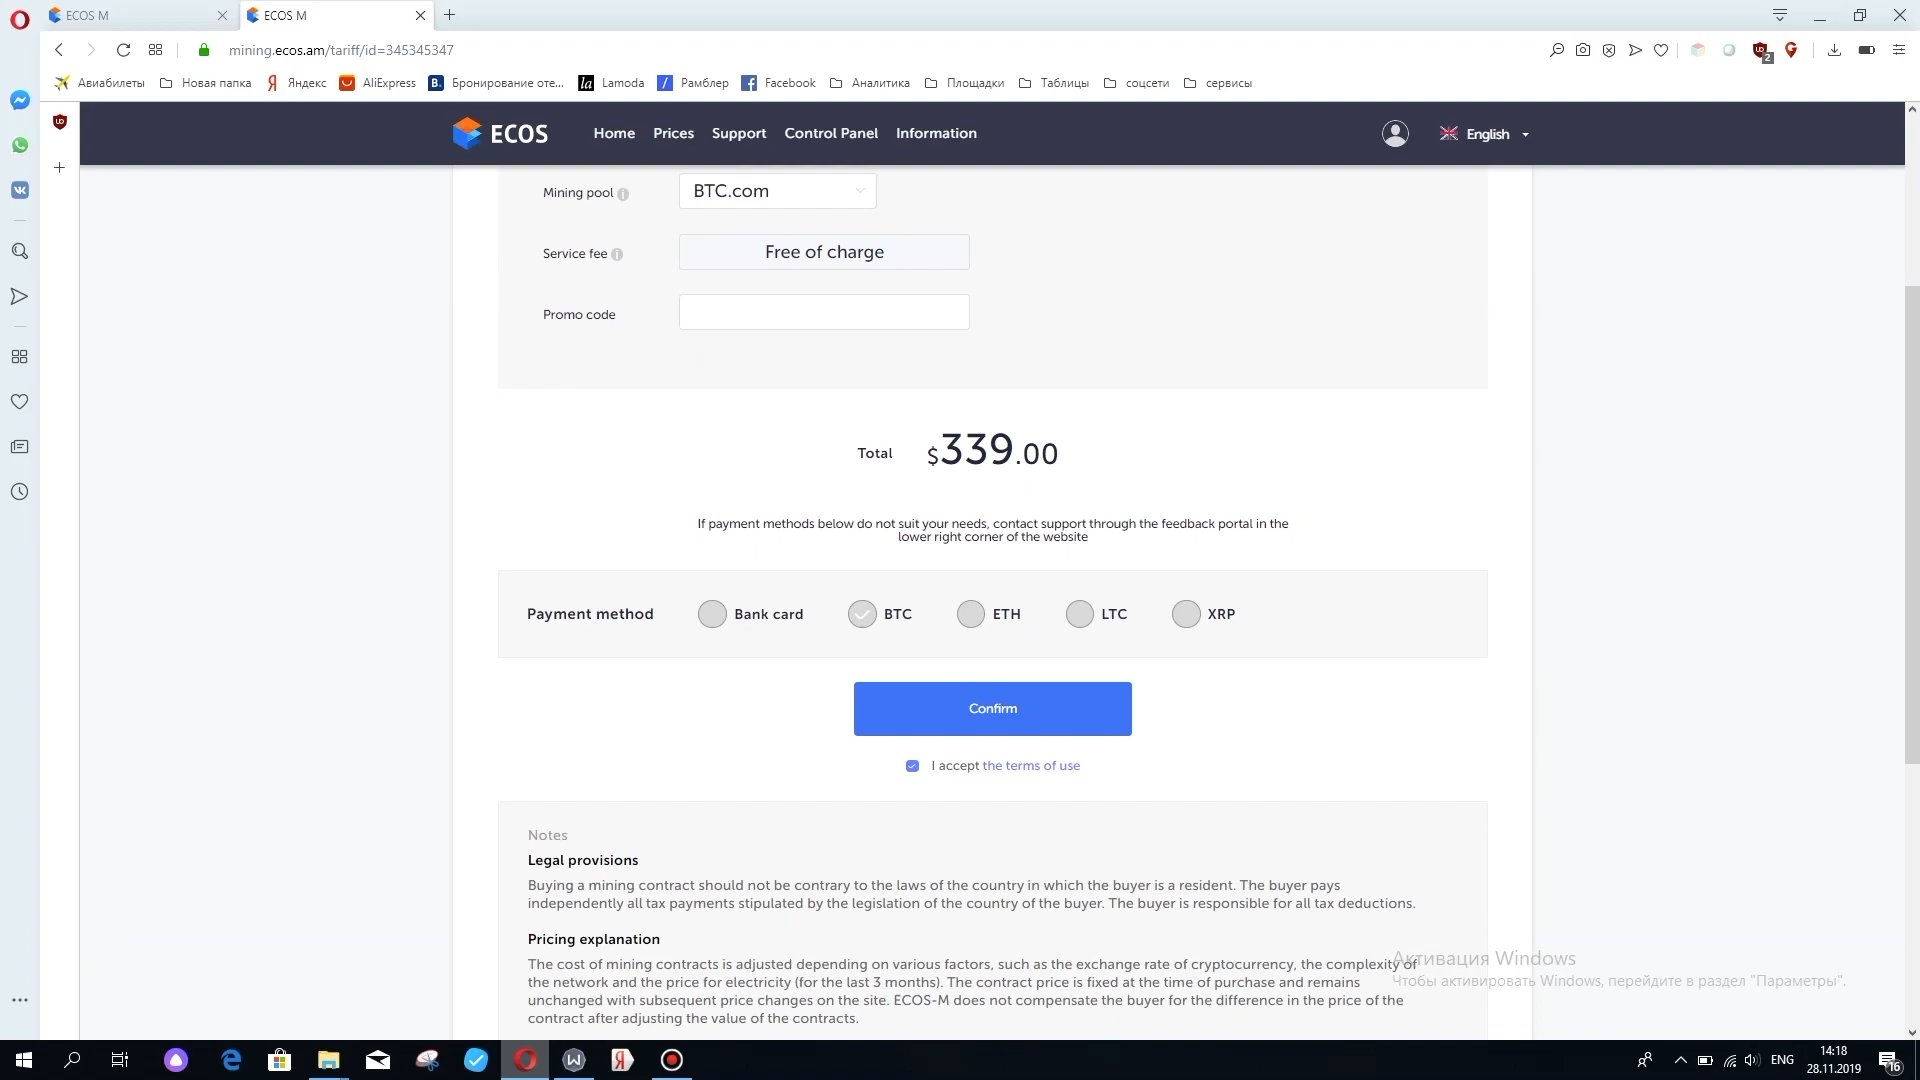 ECOS M
ECOS M
mining.ecos.am/tariff/id=345345347
Авиабилеты
Новая папка
Яндекс
AliExpress
Бронирование оте...
Lamoda
Рамблер
Facebook
Аналитика
Площадки
Таблицы
соцсети
сервисы
ECOS
Home
Prices
Support
Control Panel
Information
English
Mining pool
BTC.com
Service fee
Free of charge
Promo code
Total
$339.00
If payment methods below do not suit your needs, contact support through the feedback portal in the
lower right corner of the website
Payment method
Bank card
BTC
ETH
LTC
XRP
Confirm
I accept the terms of use
Notes
Legal provisions
Buying a mining contract should not be contrary to the laws of the country in which the buyer is a resident. The buyer pays
independently all tax payments stipulated by the legislation of the country of the buyer. The buyer is responsible for all tax deductions.
Pricing explanation
The cost of mining contracts is adjusted depending on various factors, such as the exchange rate of cryptocurrency, the complexity of
the network and the price for electricity (for the last 3 months). The contract price is fixed at the time of purchase and remains
unchanged with subsequent price changes on the site. ECOS-M does not compensate the buyer for the difference in the price of the
contract after adjusting the value of the contracts.
Активация Windows
Чтобы активировать Windows, перейдите в раздел "Параметры".
ENG
14:18
28.11.2019
16